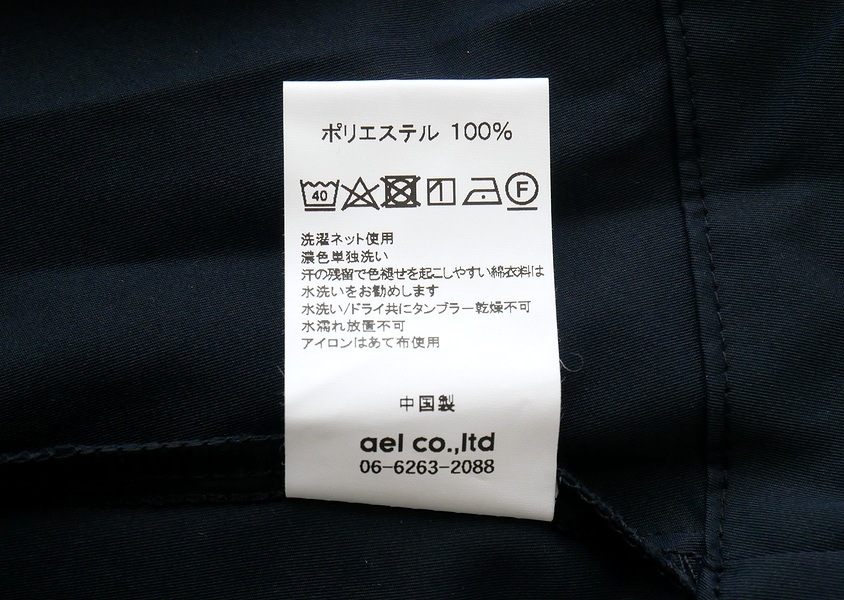 ポリエステル 100%
40 F
洗濯ネット使用
濃色単独洗い
汗の残留で色褪せを起こしやすい綿衣料は
水洗いをお勧めします
水洗い/ドライ共にタンブラー乾燥不可
水濡れ放置不可
アイロンはあて布使用
中国製
ael co.,ltd
06-6263-2088